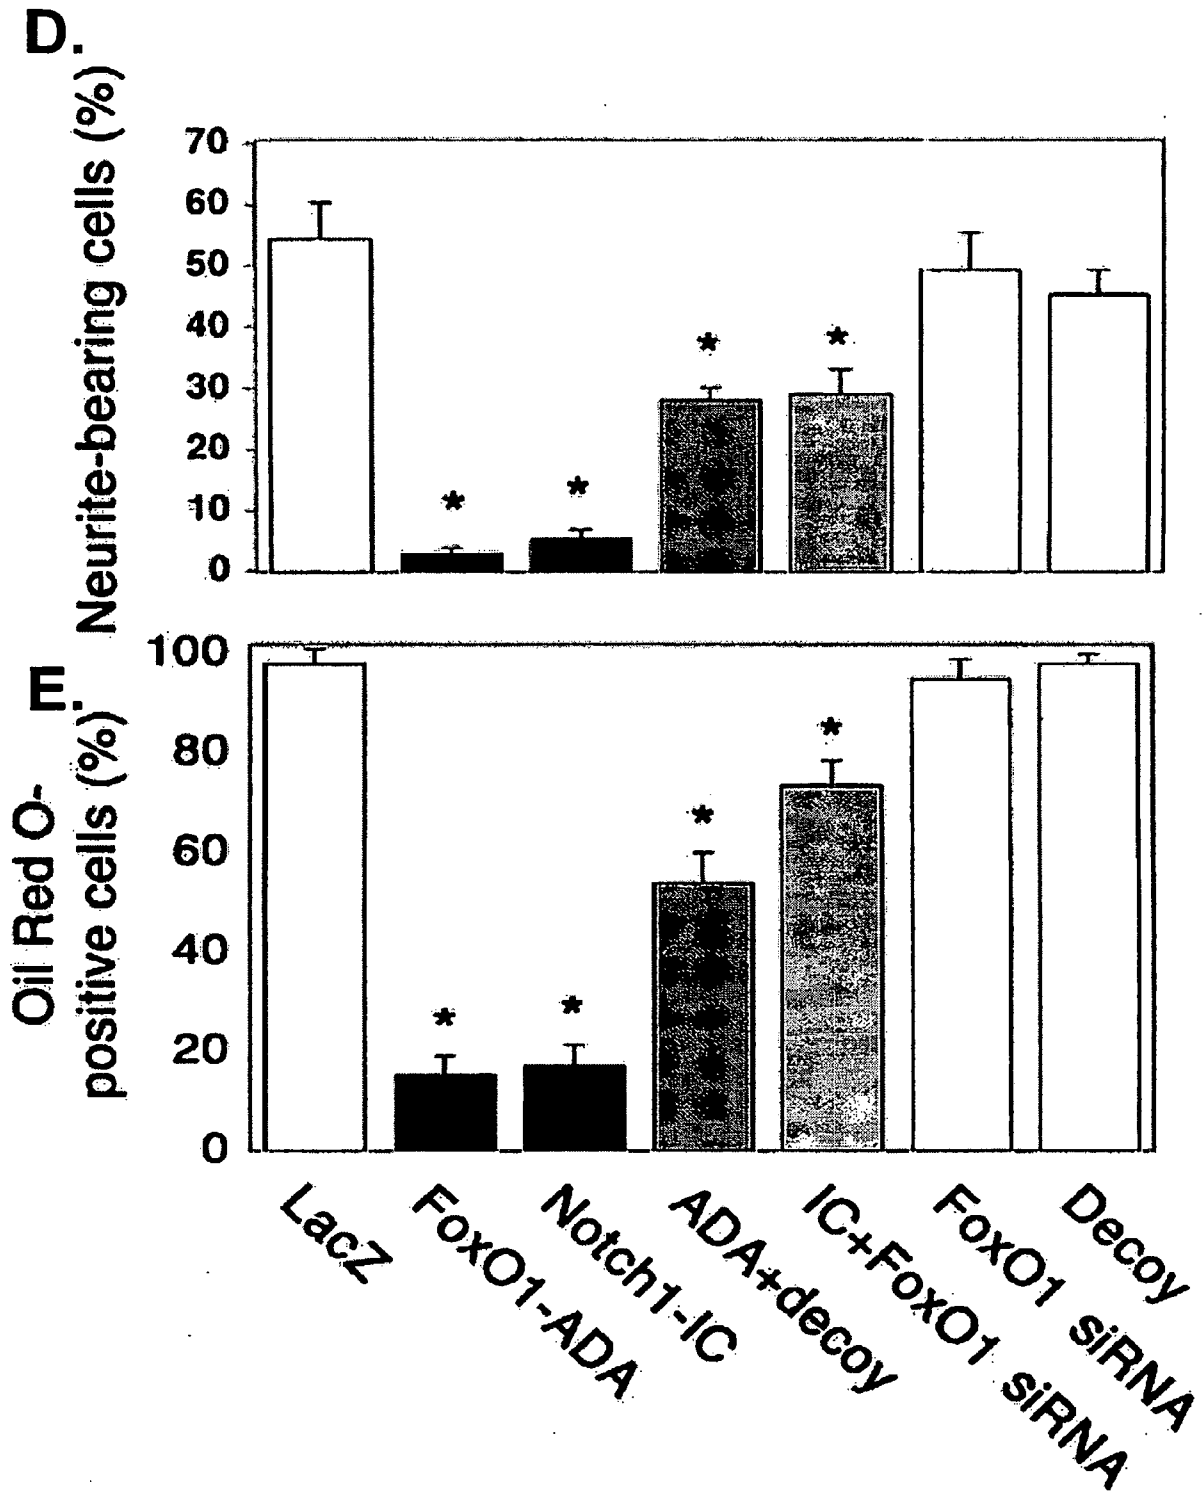 D.
Neurite-bearing cells (%)
70
60
50
40
30
20
10
0
*
*
*
*
E.
Oil Red O-
positive cells (%)
100
80
60
40
20
0
*
*
*
*
LacZ
FoxO1-ADA
Notch1-IC
ADA+decoy
IC+FoxO1 siRNA
FoxO1 siRNA
Decoy